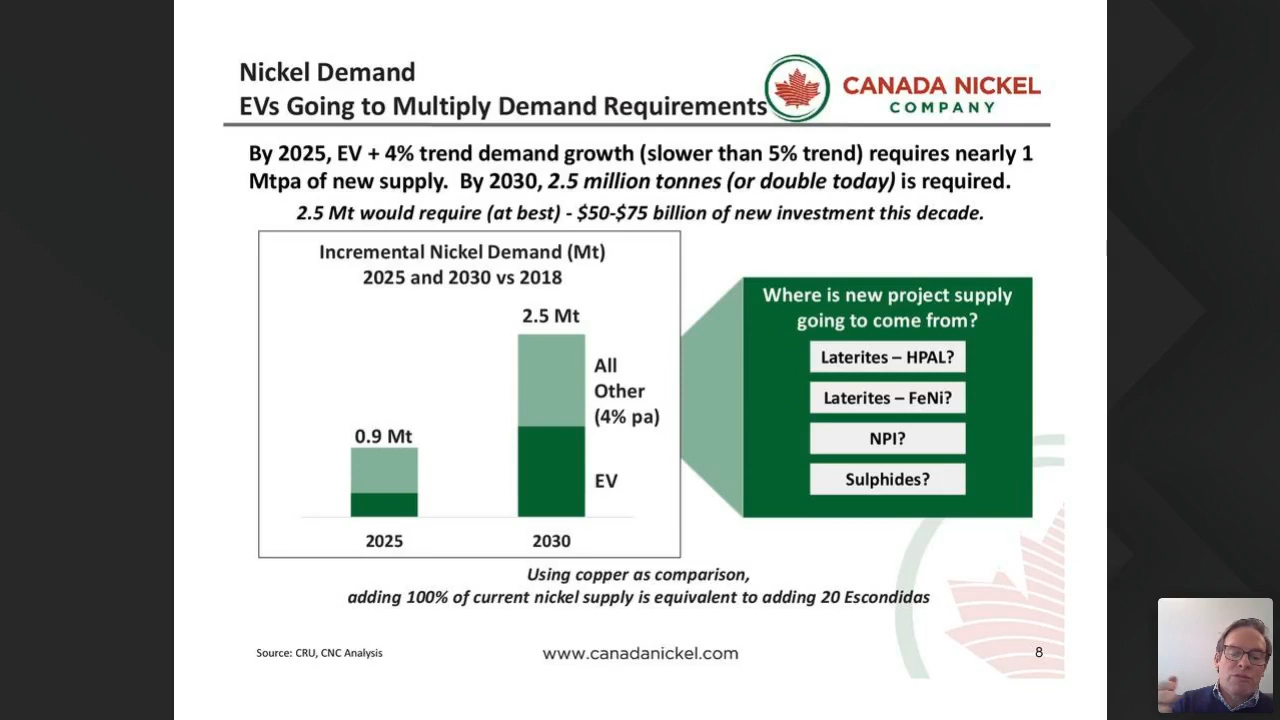 Nickel Demand
EVs Going to Multiply Demand Requirements
CANADA NICKEL
COMPANY
By 2025, EV + 4% trend demand growth (slower than 5% trend) requires nearly 1
Mtpa of new supply.  By 2030, 2.5 million tonnes (or double today) is required.
2.5 Mt would require (at best) - $50-$75 billion of new investment this decade.
Incremental Nickel Demand (Mt)
2025 and 2030 vs 2018
2.5 Mt
All
Other
(4% pa)
0.9 Mt
EV
2025
2030
Where is new project supply
going to come from?
Laterites – HPAL?
Laterites – FeNi?
NPI?
Sulphides?
Using copper as comparison,
adding 100% of current nickel supply is equivalent to adding 20 Escondidas
Source: CRU, CNC Analysis
www.canadanickel.com
8